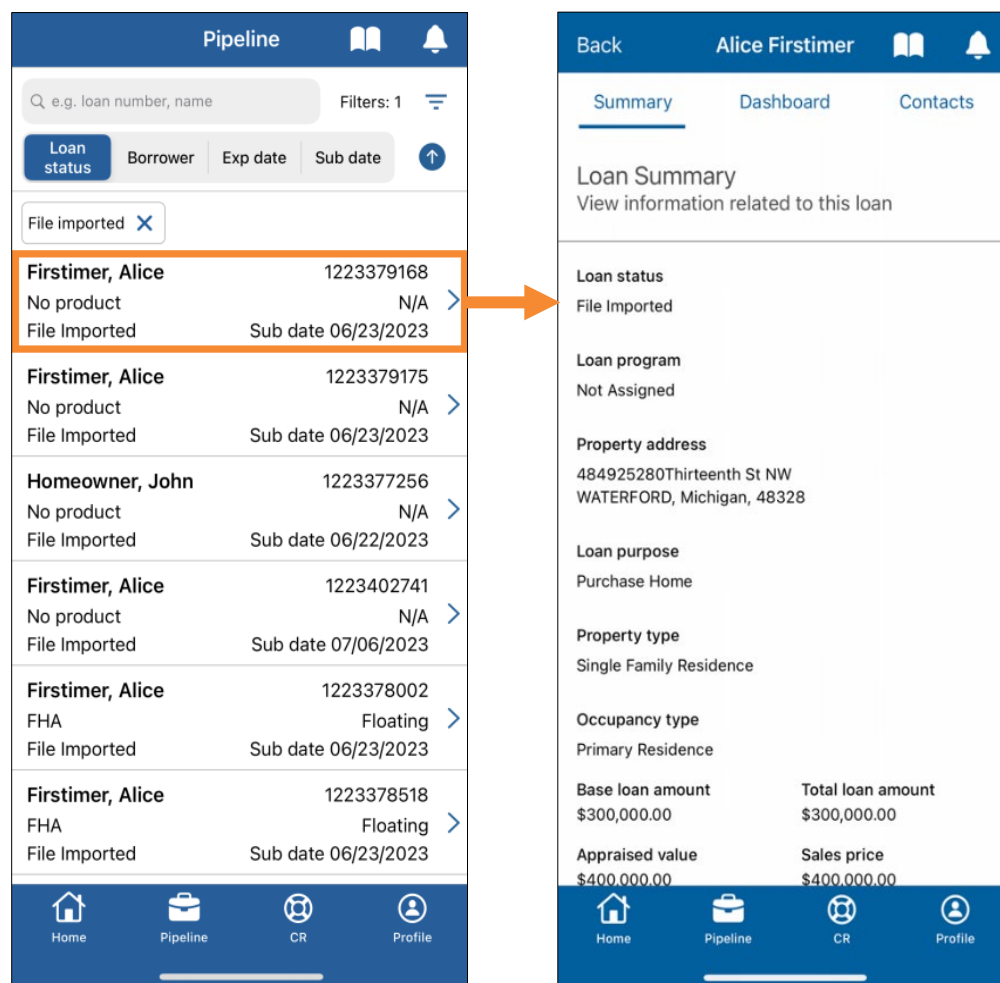 Pipeline
e.g. loan number, name
Filters: 1
Loan
status
Borrower
Exp date
Sub date
File imported
Firstimer, Alice 1223379168
No product N/A
File Imported Sub date 06/23/2023
Firstimer, Alice 1223379175
No product N/A
File Imported Sub date 06/23/2023
Homeowner, John 1223377256
No product N/A
File Imported Sub date 06/22/2023
Firstimer, Alice 1223402741
No product N/A
File Imported Sub date 07/06/2023
Firstimer, Alice 1223378002
FHA Floating
File Imported Sub date 06/23/2023
Firstimer, Alice 1223378518
FHA Floating
File Imported Sub date 06/23/2023
Home Pipeline CR Profile
Back Alice Firstimer
Summary Dashboard Contacts
Loan Summary
View information related to this loan
Loan status
File Imported
Loan program
Not Assigned
Property address
484925280Thirteenth St NW
WATERFORD, Michigan, 48328
Loan purpose
Purchase Home
Property type
Single Family Residence
Occupancy type
Primary Residence
Base loan amount Total loan amount
$300,000.00 $300,000.00
Appraised value Sales price
$400,000.00 $400,000.00
Home Pipeline CR Profile